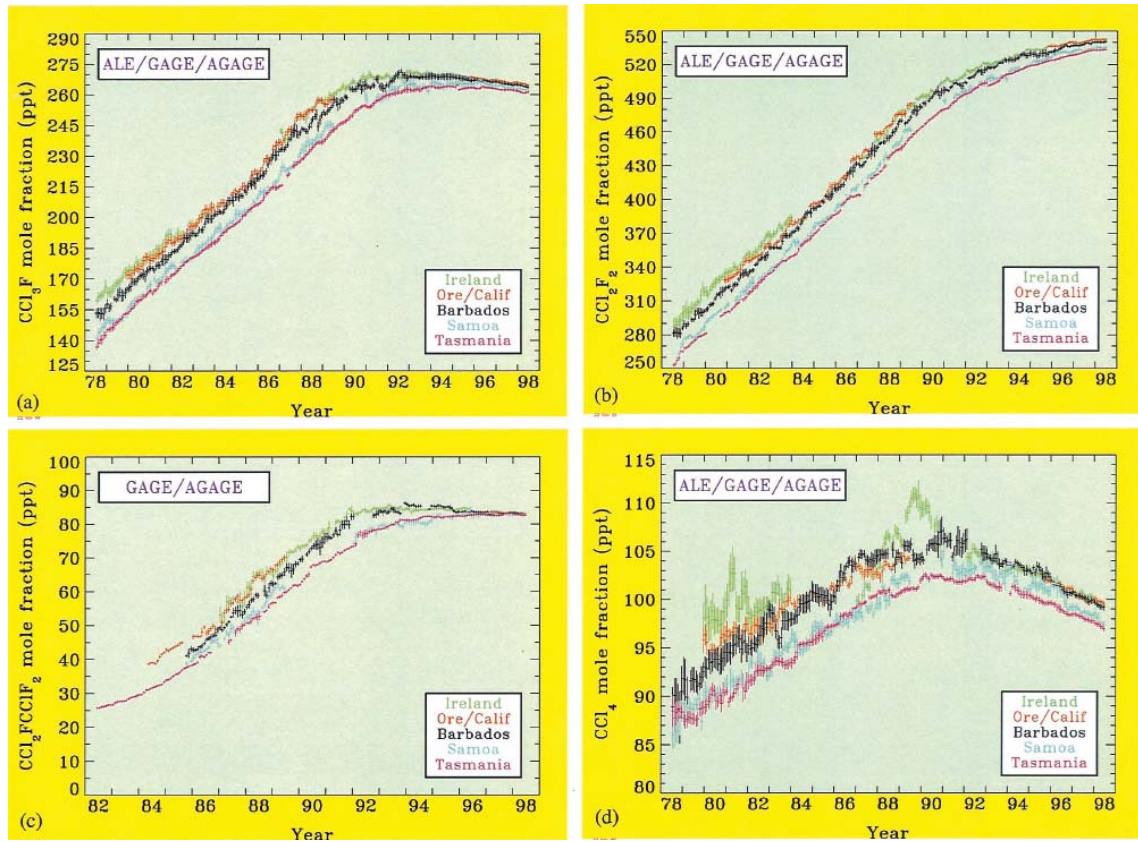 ALE/GAGE/AGAGE
CCl₃F mole fraction (ppt)
290
275
260
245
230
215
200
185
170
155
140
125
Ireland
Ore/Calif
Barbados
Samoa
Tasmania
78 80 82 84 86 88 90 92 94 96 98
(a)
Year
ALE/GAGE/AGAGE
CCl₂F₂ mole fraction (ppt)
550
520
490
460
430
400
370
340
310
280
250
Ireland
Ore/Calif
Barbados
Samoa
Tasmania
78 80 82 84 86 88 90 92 94 96 98
(b)
Year
GAGE/AGAGE
CCl₂FCClF₂ mole fraction (ppt)
100
90
80
70
60
50
40
30
20
10
0
Ireland
Ore/Calif
Barbados
Samoa
Tasmania
82 84 86 88 90 92 94 96 98
(c)
Year
ALE/GAGE/AGAGE
CCl₄ mole fraction (ppt)
115
110
105
100
95
90
85
80
Ireland
Ore/Calif
Barbados
Samoa
Tasmania
78 80 82 84 86 88 90 92 94 96 98
(d)
Year